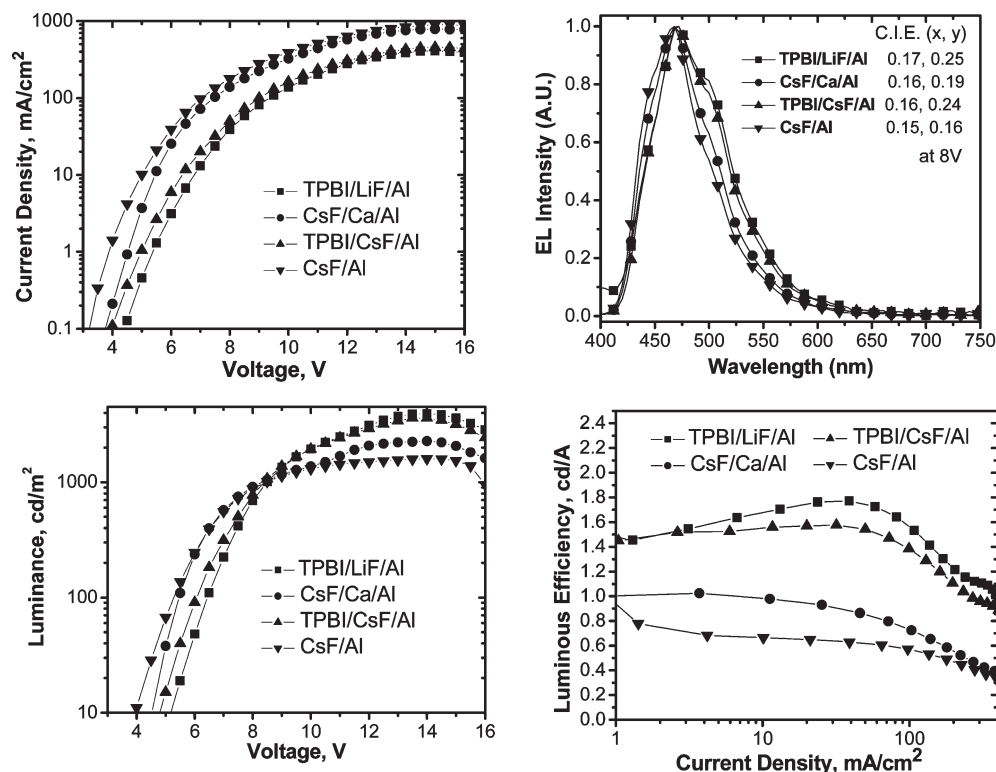 Current Density, mA/cm²
1000
100
10
1
0.1
TPBI/LiF/Al
CsF/Ca/Al
TPBI/CsF/Al
CsF/Al
4 6 8 10 12 14 16
Voltage, V
EL Intensity (A.U.)
1.0
0.8
0.6
0.4
0.2
0.0
C.I.E. (x, y)
TPBI/LiF/Al 0.17, 0.25
CsF/Ca/Al 0.16, 0.19
TPBI/CsF/Al 0.16, 0.24
CsF/Al 0.15, 0.16
at 8V
400 450 500 550 600 650 700 750
Wavelength (nm)
Luminance, cd/m²
1000
100
10
TPBI/LiF/Al
CsF/Ca/Al
TPBI/CsF/Al
CsF/Al
4 6 8 10 12 14 16
Voltage, V
Luminous Efficiency, cd/A
2.4
2.2
2.0
1.8
1.6
1.4
1.2
1.0
0.8
0.6
0.4
0.2
0.0
TPBI/LiF/Al TPBI/CsF/Al
CsF/Ca/Al CsF/Al
1 10 100
Current Density, mA/cm²